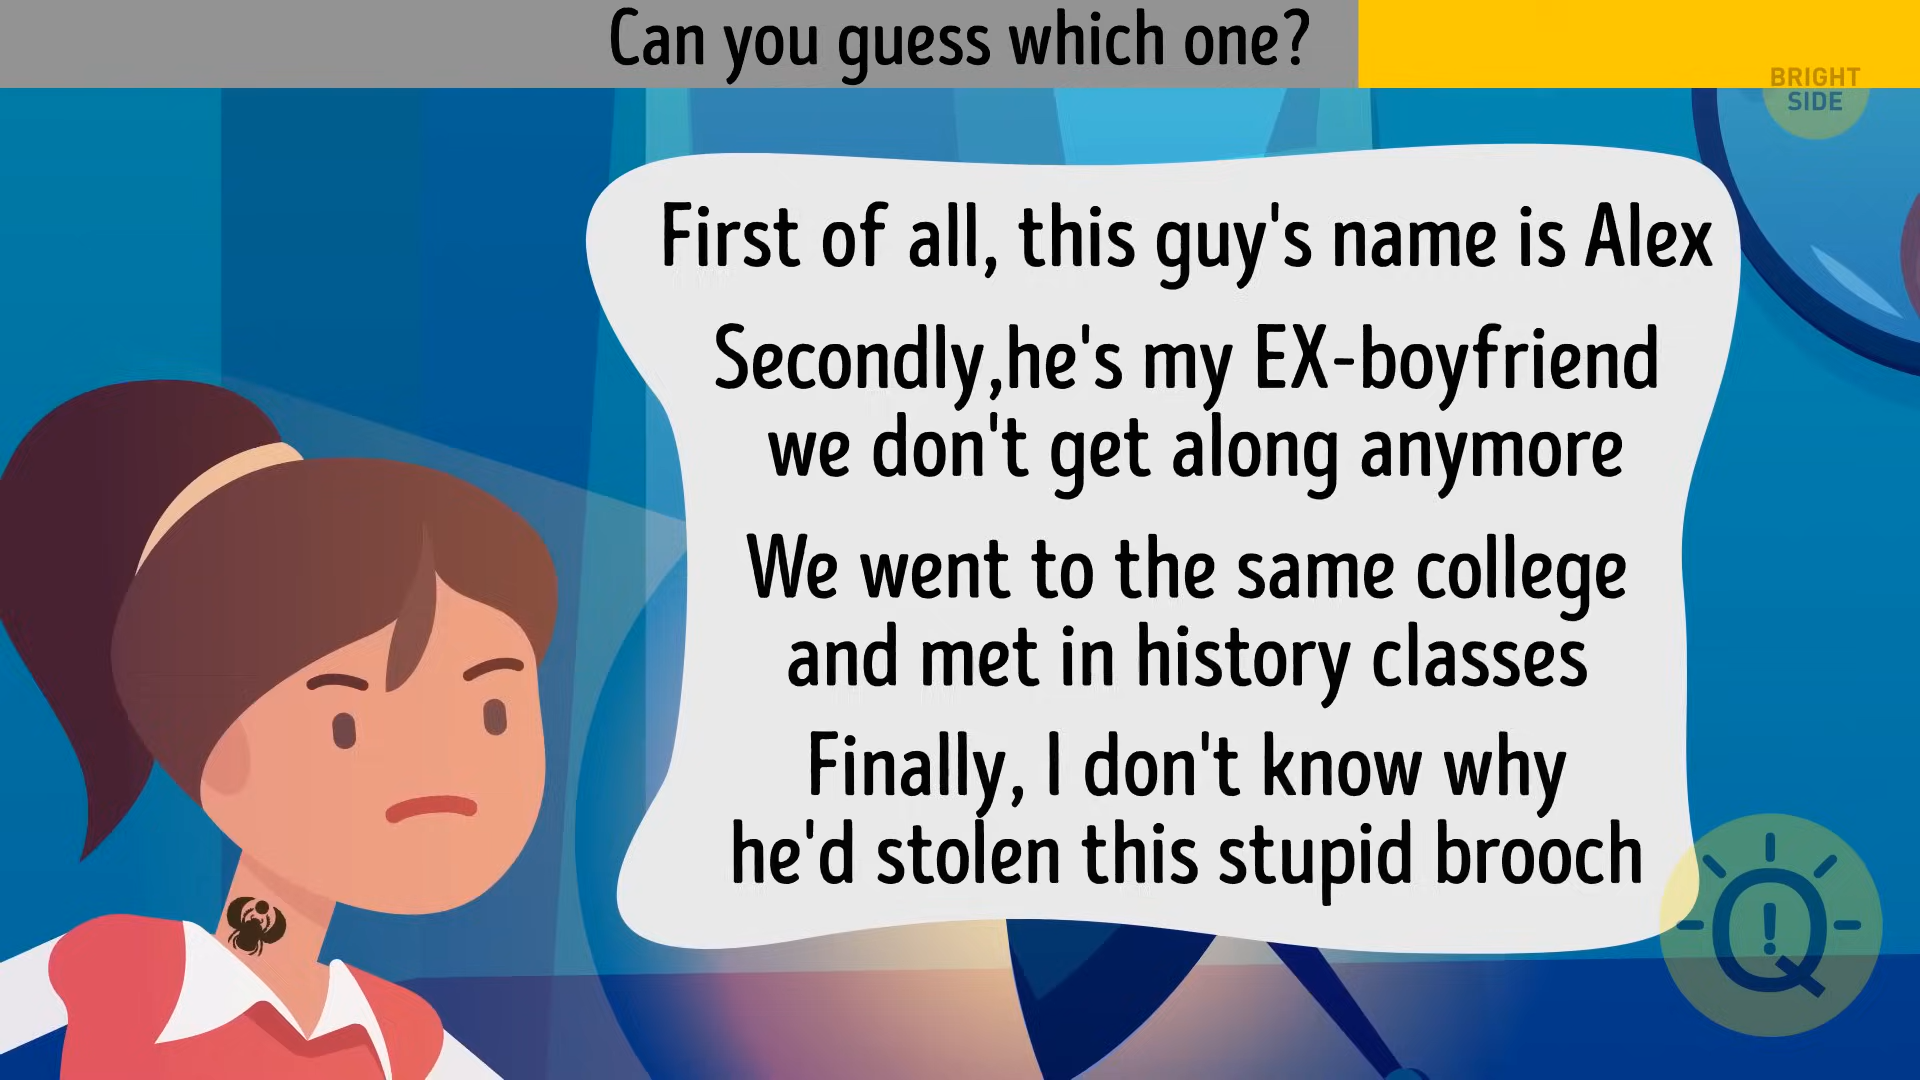 Can you guess which one?
BRIGHT
SIDE
First of all, this guy's name is Alex
Secondly,he's my EX-boyfriend
we don't get along anymore
We went to the same college
and met in history classes
Finally, I don't know why
he'd stolen this stupid brooch